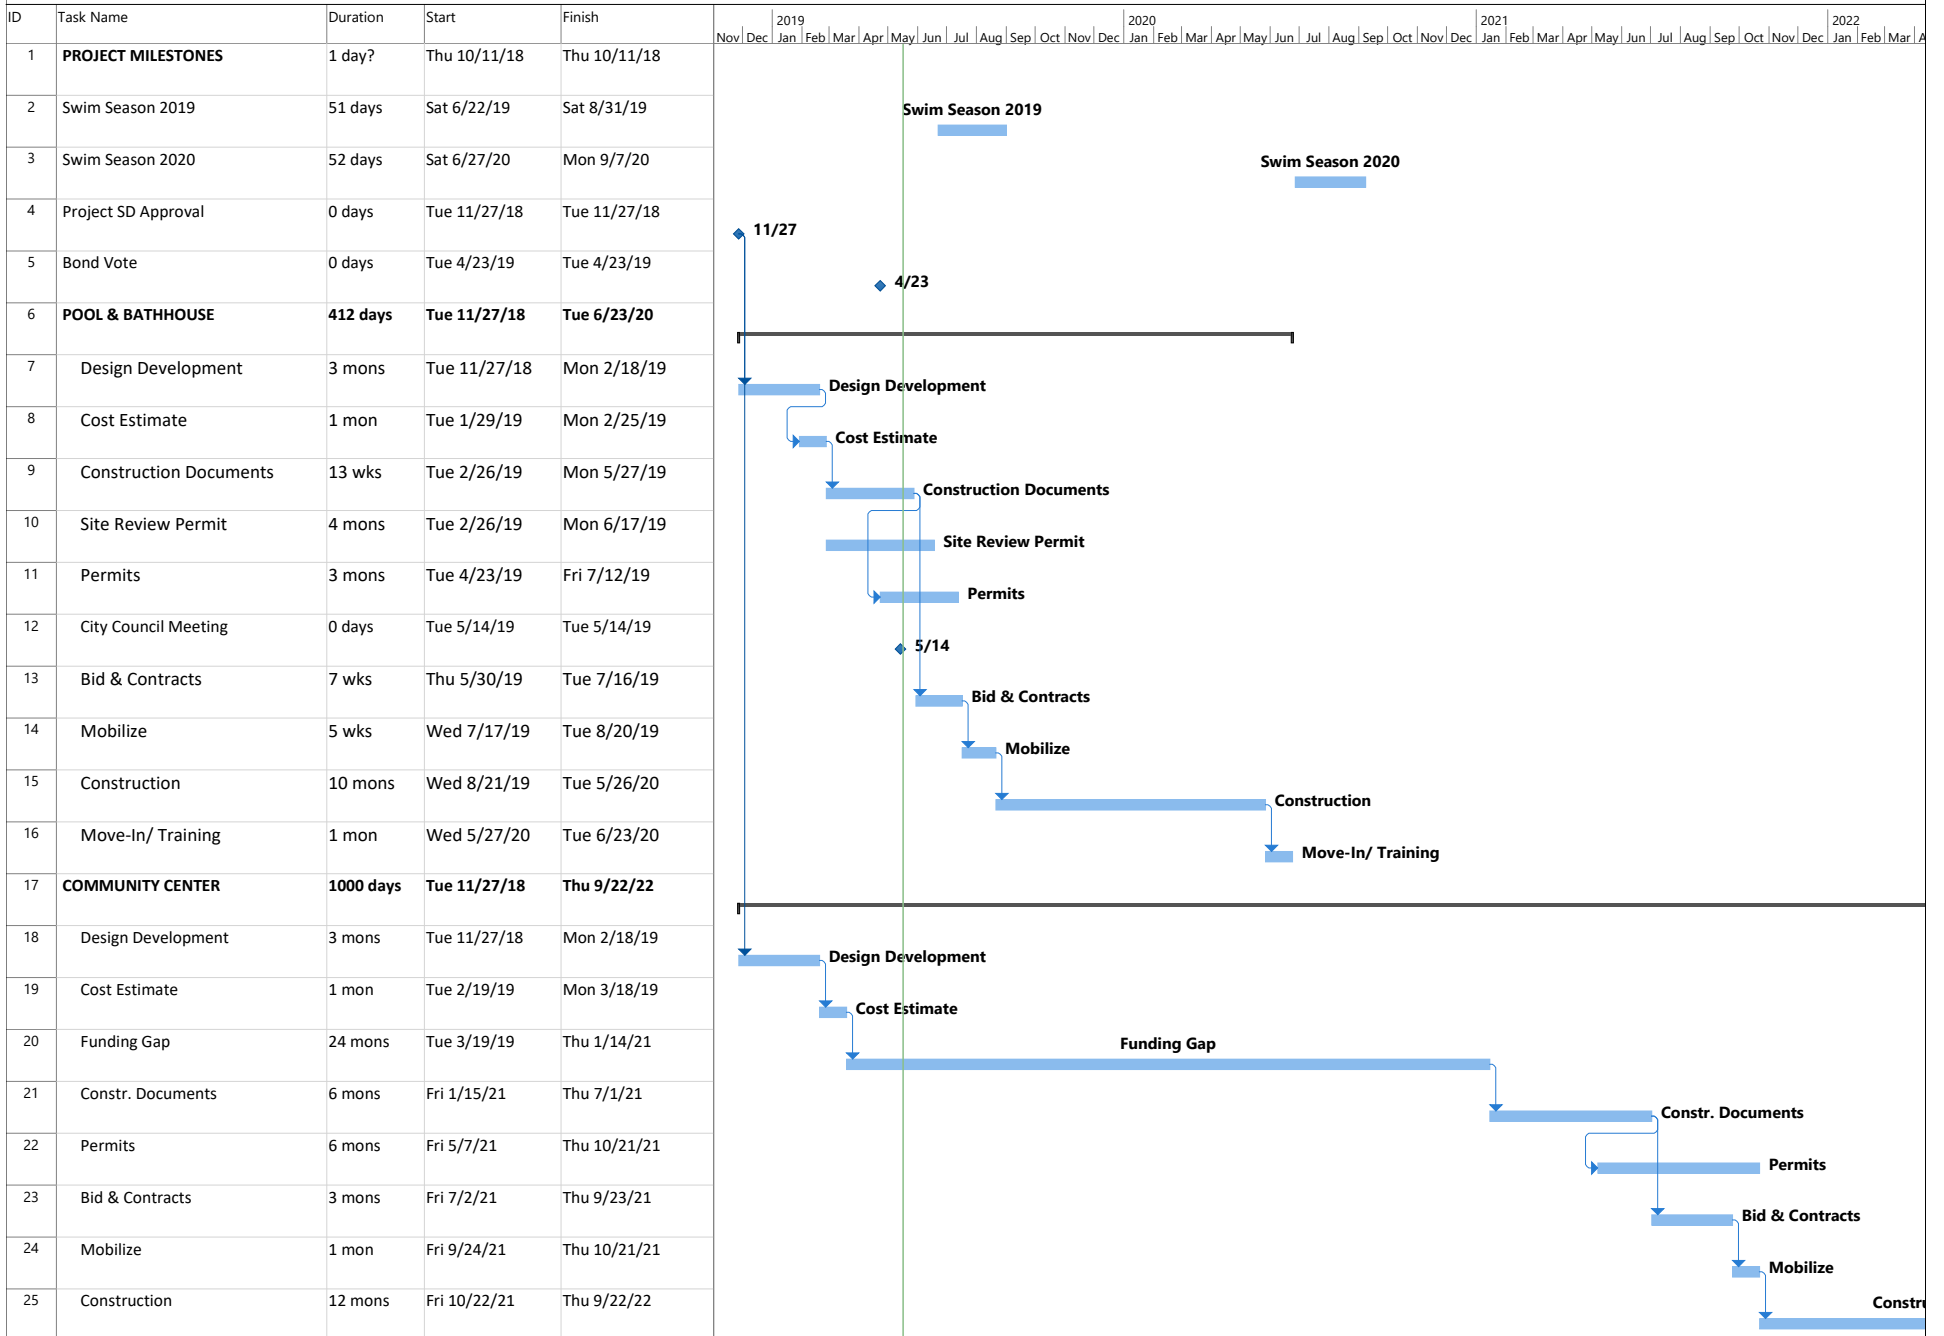 ID Task Name Duration Start Finish
2019 2020 2021 2022
Nov Dec Jan Feb Mar Apr May Jun Jul Aug Sep Oct Nov Dec Jan Feb Mar Apr May Jun Jul Aug Sep Oct Nov Dec Jan Feb Mar Apr May Jun Jul Aug Sep Oct Nov Dec Jan Feb Mar A
1 PROJECT MILESTONES 1 day? Thu 10/11/18 Thu 10/11/18
2 Swim Season 2019 51 days Sat 6/22/19 Sat 8/31/19 Swim Season 2019
3 Swim Season 2020 52 days Sat 6/27/20 Mon 9/7/20 Swim Season 2020
4 Project SD Approval 0 days Tue 11/27/18 Tue 11/27/18 11/27
5 Bond Vote 0 days Tue 4/23/19 Tue 4/23/19 4/23
6 POOL & BATHHOUSE 412 days Tue 11/27/18 Tue 6/23/20
7 Design Development 3 mons Tue 11/27/18 Mon 2/18/19 Design Development
8 Cost Estimate 1 mon Tue 1/29/19 Mon 2/25/19 Cost Estimate
9 Construction Documents 13 wks Tue 2/26/19 Mon 5/27/19 Construction Documents
10 Site Review Permit 4 mons Tue 2/26/19 Mon 6/17/19 Site Review Permit
11 Permits 3 mons Tue 4/23/19 Fri 7/12/19 Permits
12 City Council Meeting 0 days Tue 5/14/19 Tue 5/14/19 5/14
13 Bid & Contracts 7 wks Thu 5/30/19 Tue 7/16/19 Bid & Contracts
14 Mobilize 5 wks Wed 7/17/19 Tue 8/20/19 Mobilize
15 Construction 10 mons Wed 8/21/19 Tue 5/26/20 Construction
16 Move-In/ Training 1 mon Wed 5/27/20 Tue 6/23/20 Move-In/ Training
17 COMMUNITY CENTER 1000 days Tue 11/27/18 Thu 9/22/22
18 Design Development 3 mons Tue 11/27/18 Mon 2/18/19 Design Development
19 Cost Estimate 1 mon Tue 2/19/19 Mon 3/18/19 Cost Estimate
20 Funding Gap 24 mons Tue 3/19/19 Thu 1/14/21 Funding Gap
21 Constr. Documents 6 mons Fri 1/15/21 Thu 7/1/21 Constr. Documents
22 Permits 6 mons Fri 5/7/21 Thu 10/21/21 Permits
23 Bid & Contracts 3 mons Fri 7/2/21 Thu 9/23/21 Bid & Contracts
24 Mobilize 1 mon Fri 9/24/21 Thu 10/21/21 Mobilize
25 Construction 12 mons Fri 10/22/21 Thu 9/22/22 Constr